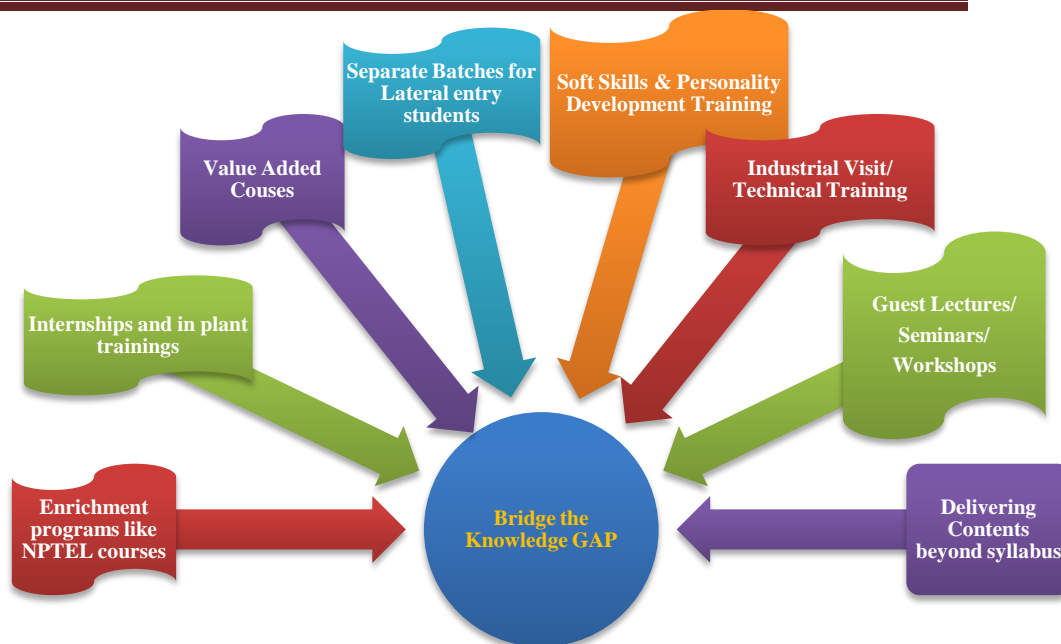 Separate Batches for
Lateral entry
students
Soft Skills & Personality
Development Training
Value Added
Couses
Industrial Visit/
Technical Training
Internships and in plant
trainings
Guest Lectures/
Seminars/
Workshops
Enrichment
programs like
NPTEL courses
Bridge the
Knowledge GAP
Delivering
Contents
beyond syllabus